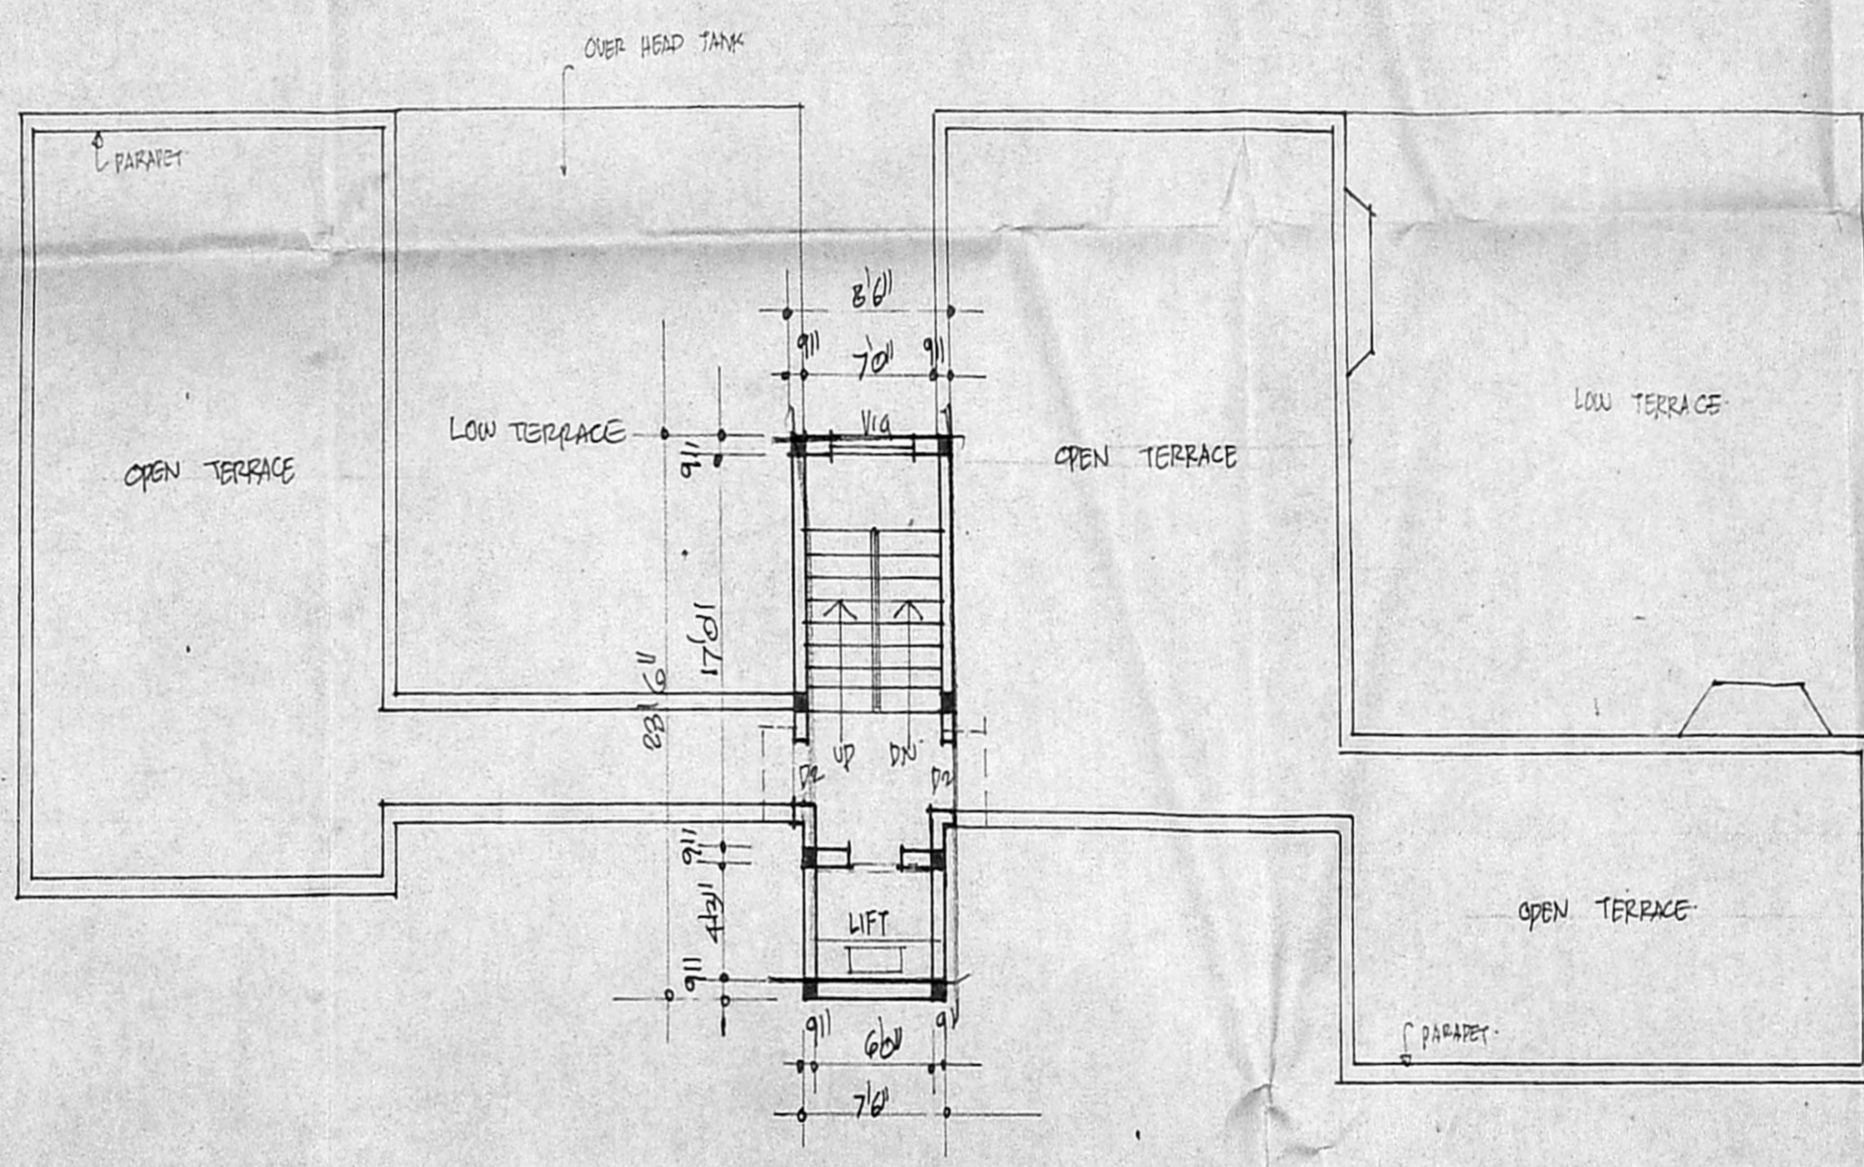 OVER HEAD TANK
PARAPET
8'6"
9" 7'0" 9"
LOW TERRACE
OPEN TERRACE
OPEN TERRACE
LOW TERRACE
9"
17'0"
23'6"
UP DN
D2 D2
9"
4'3"
9"
LIFT
OPEN TERRACE
9" 6'0" 9"
7'6"
PARAPET